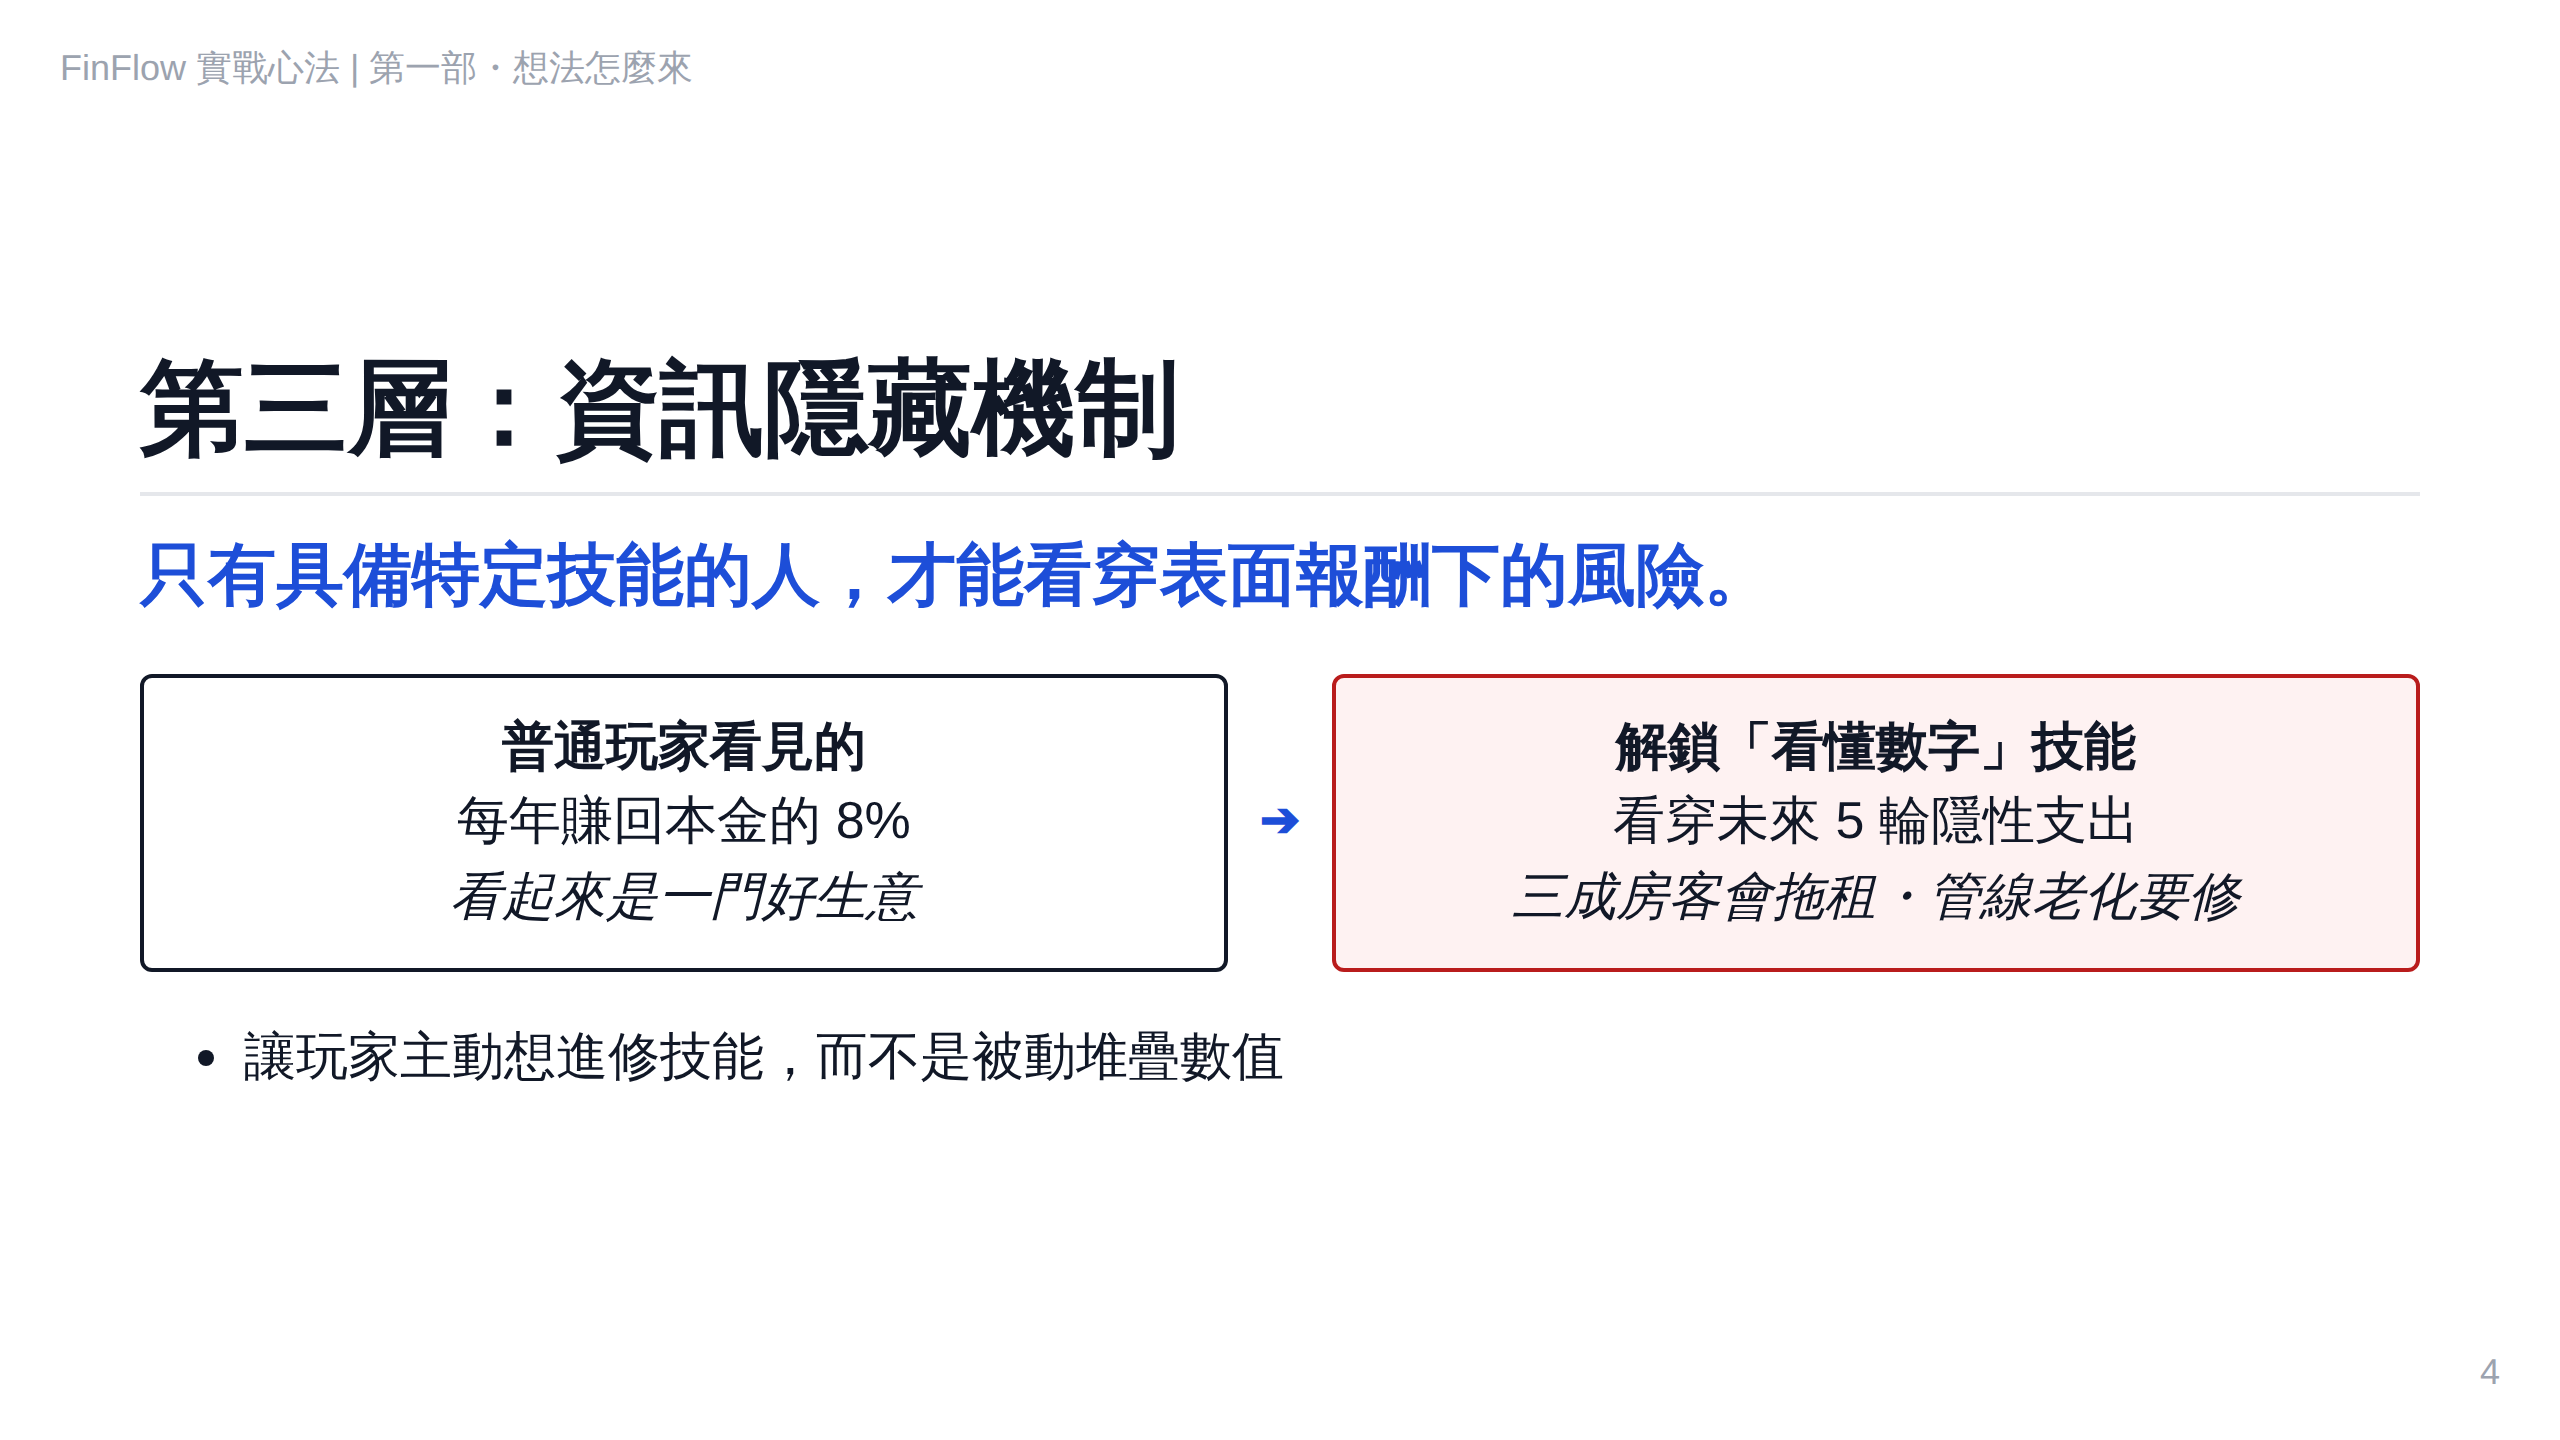 FinFlow 實戰心法 | 第一部・想法怎麼來
第三層：資訊隱藏機制
只有具備特定技能的人，才能看穿表面報酬下的風險。
普通玩家看見的
每年賺回本金的 8%
看起來是一門好生意
➔
解鎖「看懂數字」技能
看穿未來 5 輪隱性支出
三成房客會拖租・管線老化要修
• 讓玩家主動想進修技能，而不是被動堆疊數值
4